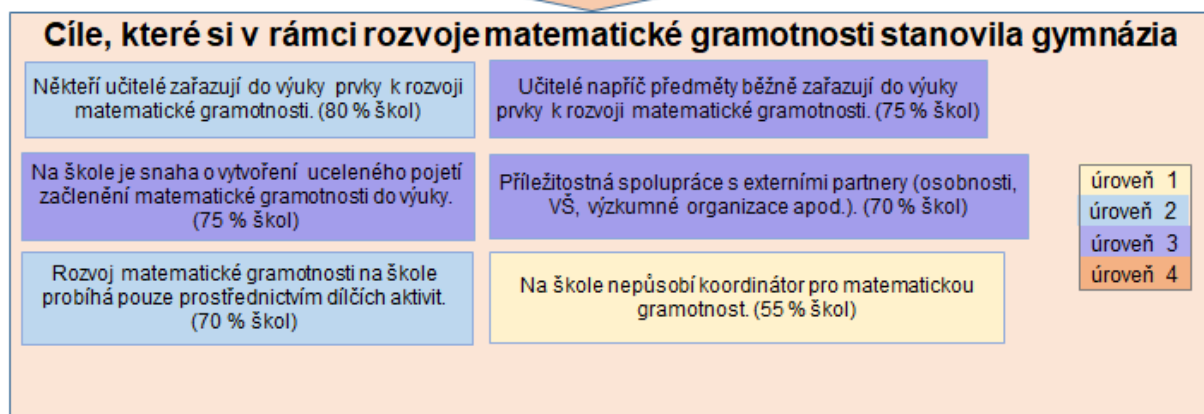 Cíle, které si v rámci rozvoje matematické gramotnosti stanovila gymnázia
Někteří učitelé zařazují do výuky prvky k rozvoji
matematické gramotnosti. (80 % škol)
Učitelé napříč předměty běžně zařazují do výuky
prvky k rozvoji matematické gramotnosti. (75 % škol)
Na škole je snaha o vytvoření uceleného pojetí
začlenění matematické gramotnosti do výuky.
(75 % škol)
Příležitostná spolupráce s externími partnery (osobnosti,
VŠ, výzkumné organizace apod.). (70 % škol)
Rozvoj matematické gramotnosti na škole
probíhá pouze prostřednictvím dílčích aktivit.
(70 % škol)
Na škole nepůsobí koordinátor pro matematickou
gramotnost. (55 % škol)
úroveň 1
úroveň 2
úroveň 3
úroveň 4